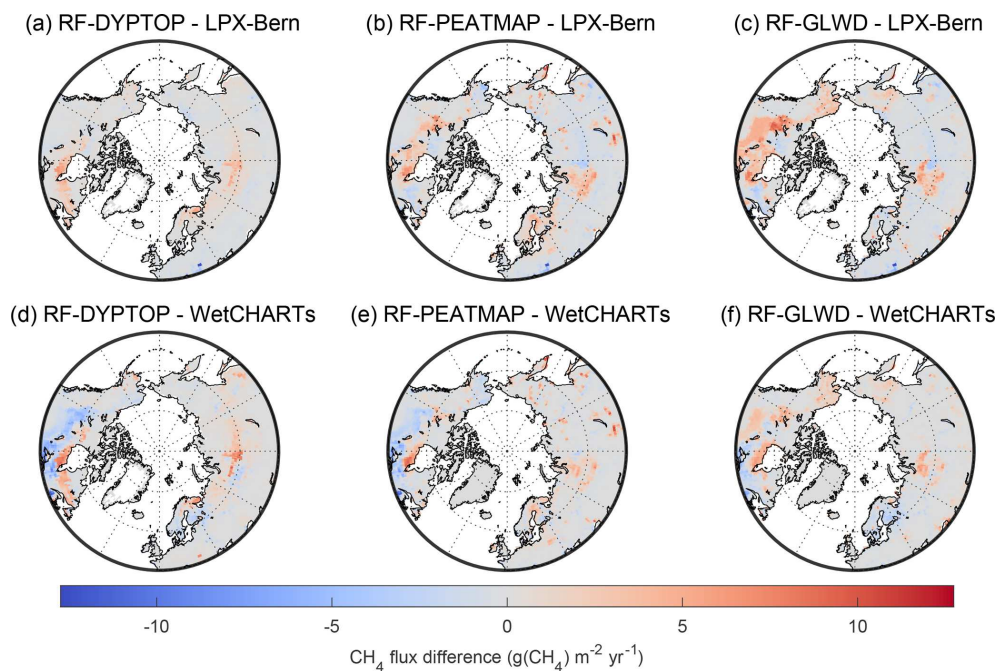 (a) RF-DYPTOP - LPX-Bern
(b) RF-PEATMAP - LPX-Bern
(c) RF-GLWD - LPX-Bern
(d) RF-DYPTOP - WetCHARTs
(e) RF-PEATMAP - WetCHARTs
(f) RF-GLWD - WetCHARTs
-10 -5 0 5 10
CH₄ flux difference (g(CH₄) m⁻² yr⁻¹)